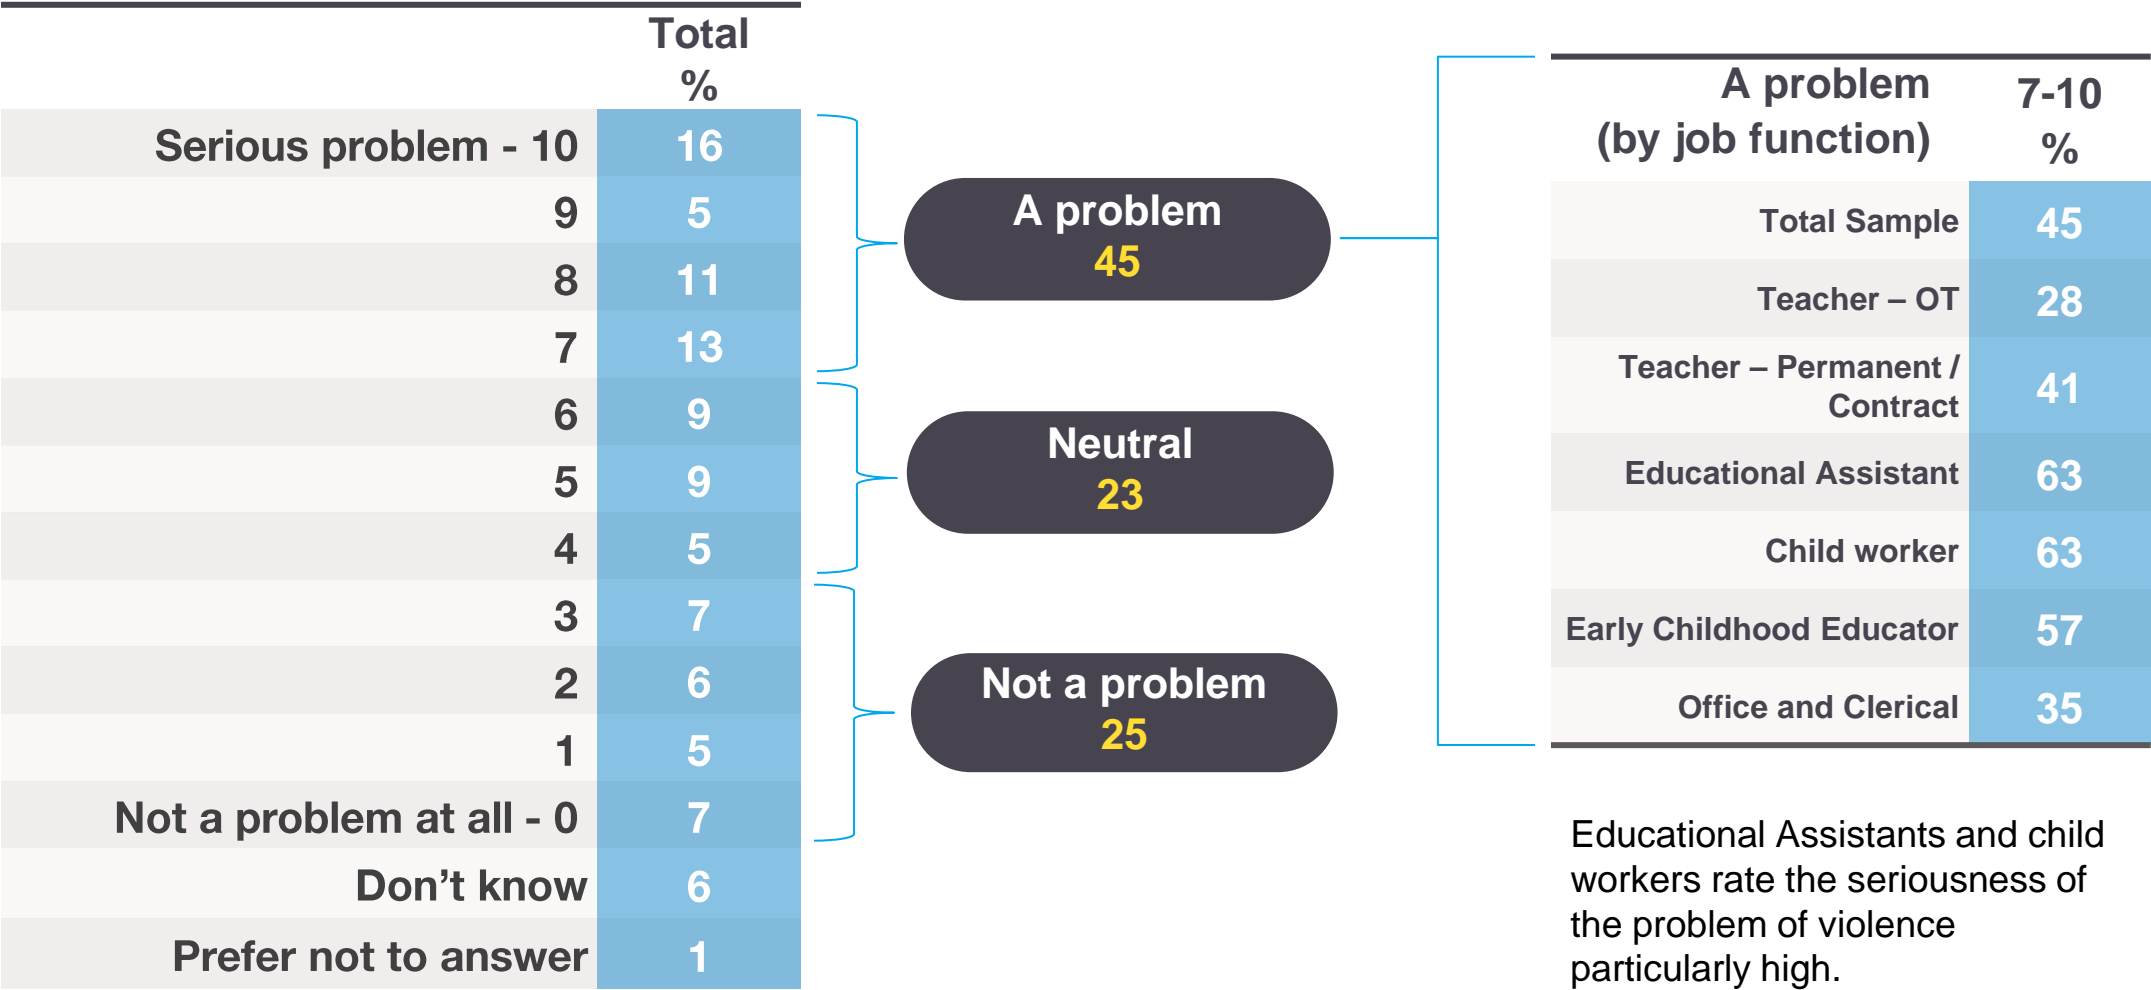 Total
%
Serious problem - 10 16
9 5
8 11
7 13
6 9
5 9
4 5
3 7
2 6
1 5
Not a problem at all - 0 7
Don’t know 6
Prefer not to answer 1
A problem
45
Neutral
23
Not a problem
25
A problem 7-10
(by job function) %
Total Sample 45
Teacher – OT 28
Teacher – Permanent /
Contract 41
Educational Assistant 63
Child worker 63
Early Childhood Educator 57
Office and Clerical 35
Educational Assistants and child
workers rate the seriousness of
the problem of violence
particularly high.